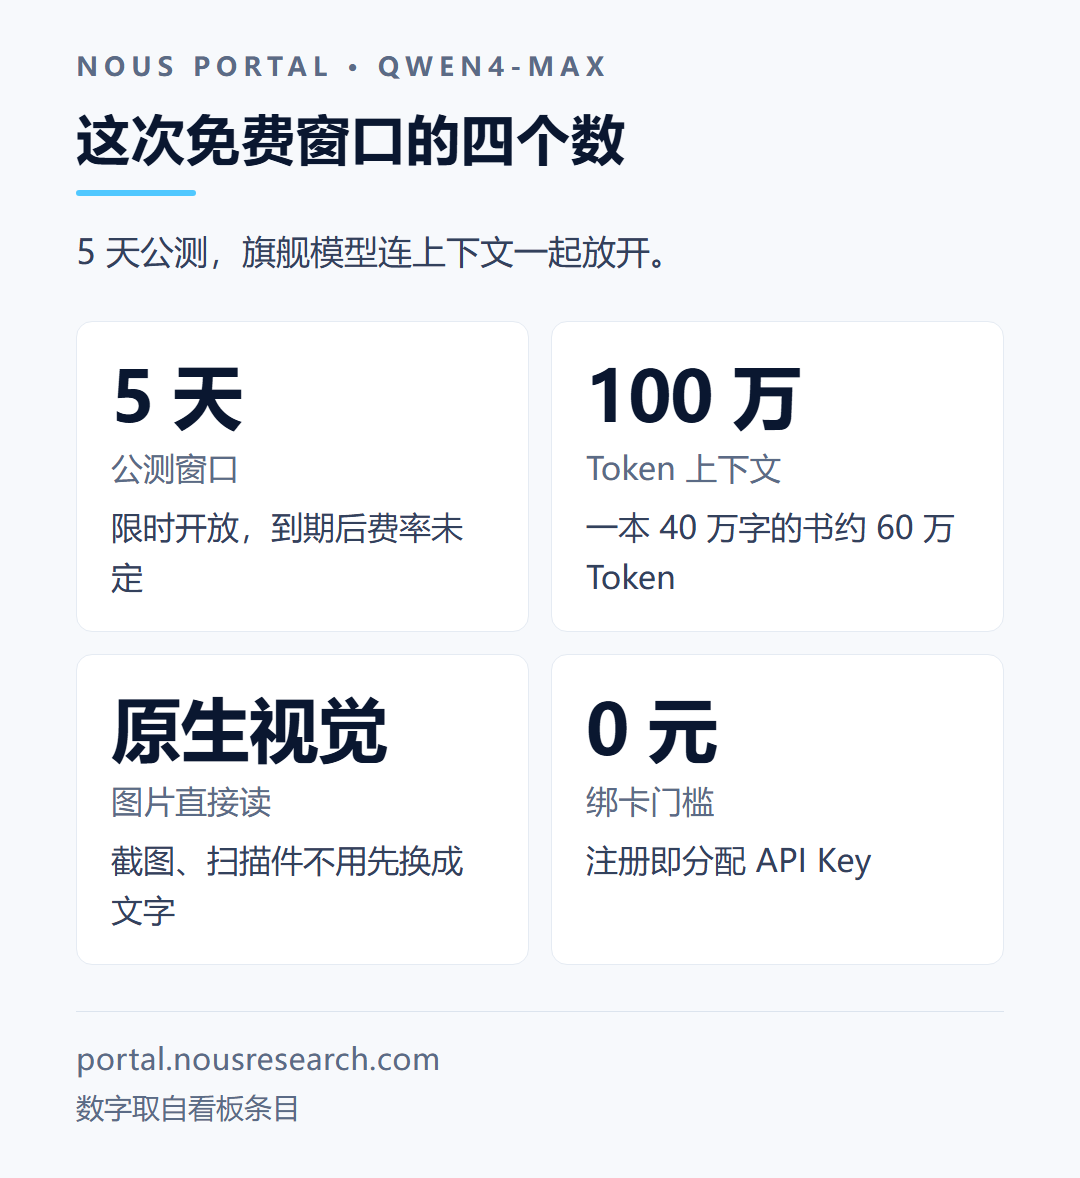 NOUS PORTAL • QWEN4-MAX
这次免费窗口的四个数
5 天公测，旗舰模型连上下文一起放开。
5 天
公测窗口
限时开放，到期后费率未
定
100 万
Token 上下文
一本 40 万字的书约 60 万
Token
原生视觉
图片直接读
截图、扫描件不用先换成
文字
0 元
绑卡门槛
注册即分配 API Key
portal.nousresearch.com
数字取自看板条目